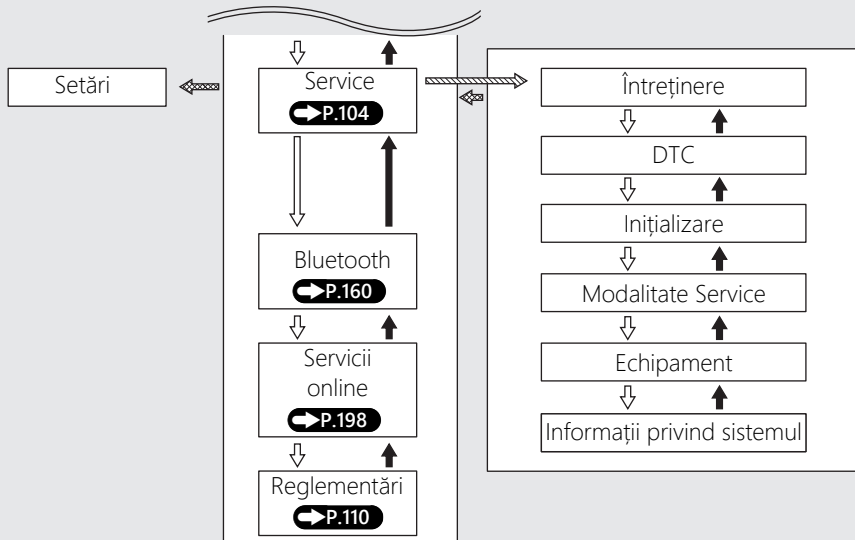 Setări
Service
P.104
Bluetooth
P.160
Servicii
online
P.198
Reglementări
P.110
Întreținere
DTC
Inițializare
Modalitate Service
Echipament
Informații privind sistemul